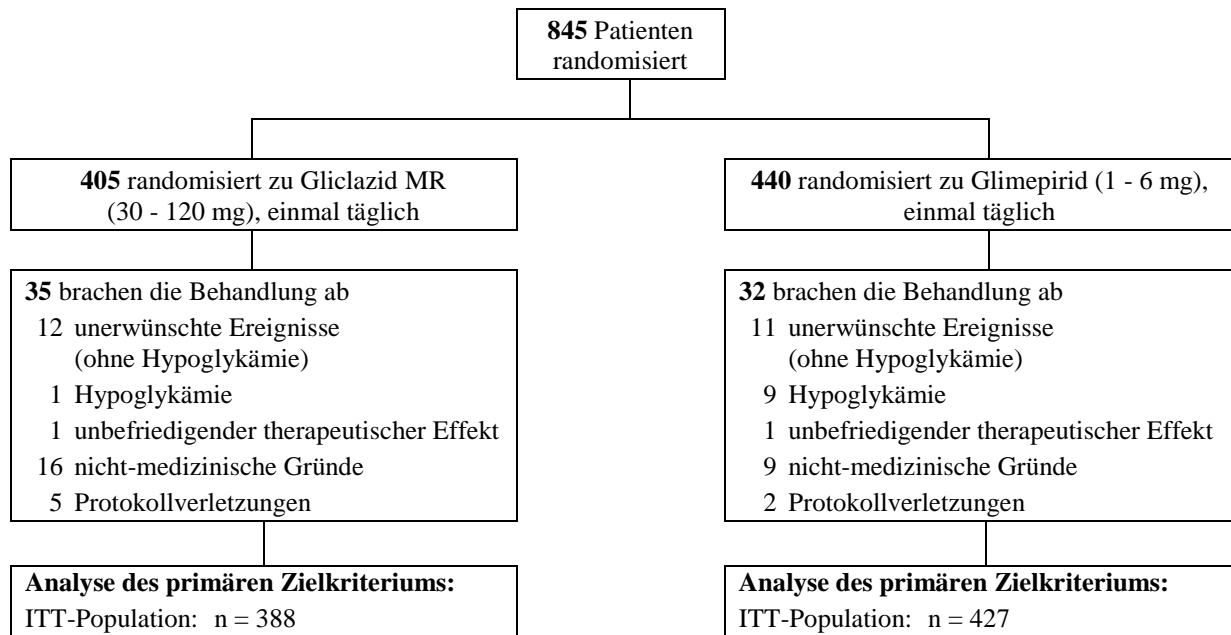 845 Patienten
randomisiert
405 randomisiert zu Gliclazid MR
(30 - 120 mg), einmal täglich
35 brachen die Behandlung ab
12 unerwünschte Ereignisse
(ohne Hypoglykämie)
1 Hypoglykämie
1 unbefriedigender therapeutischer Effekt
16 nicht-medizinische Gründe
5 Protokollverletzungen
Analyse des primären Zielkriteriums:
ITT-Population: n = 388
440 randomisiert zu Glimepirid (1 - 6 mg),
einmal täglich
32 brachen die Behandlung ab
11 unerwünschte Ereignisse
(ohne Hypoglykämie)
9 Hypoglykämie
1 unbefriedigender therapeutischer Effekt
9 nicht-medizinische Gründe
2 Protokollverletzungen
Analyse des primären Zielkriteriums:
ITT-Population: n = 427